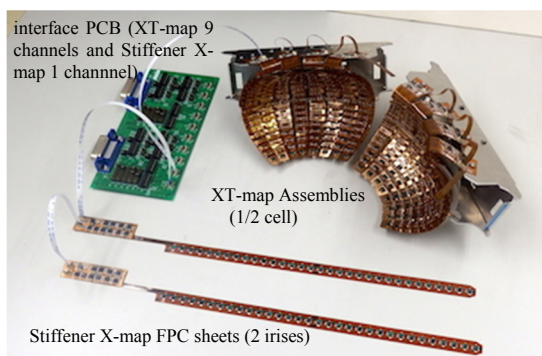 interface PCB (XT-map 9
channels and Stiffener X-
map 1 channnel)
XT-map Assemblies
(1/2 cell)
Stiffener X-map FPC sheets (2 irises)